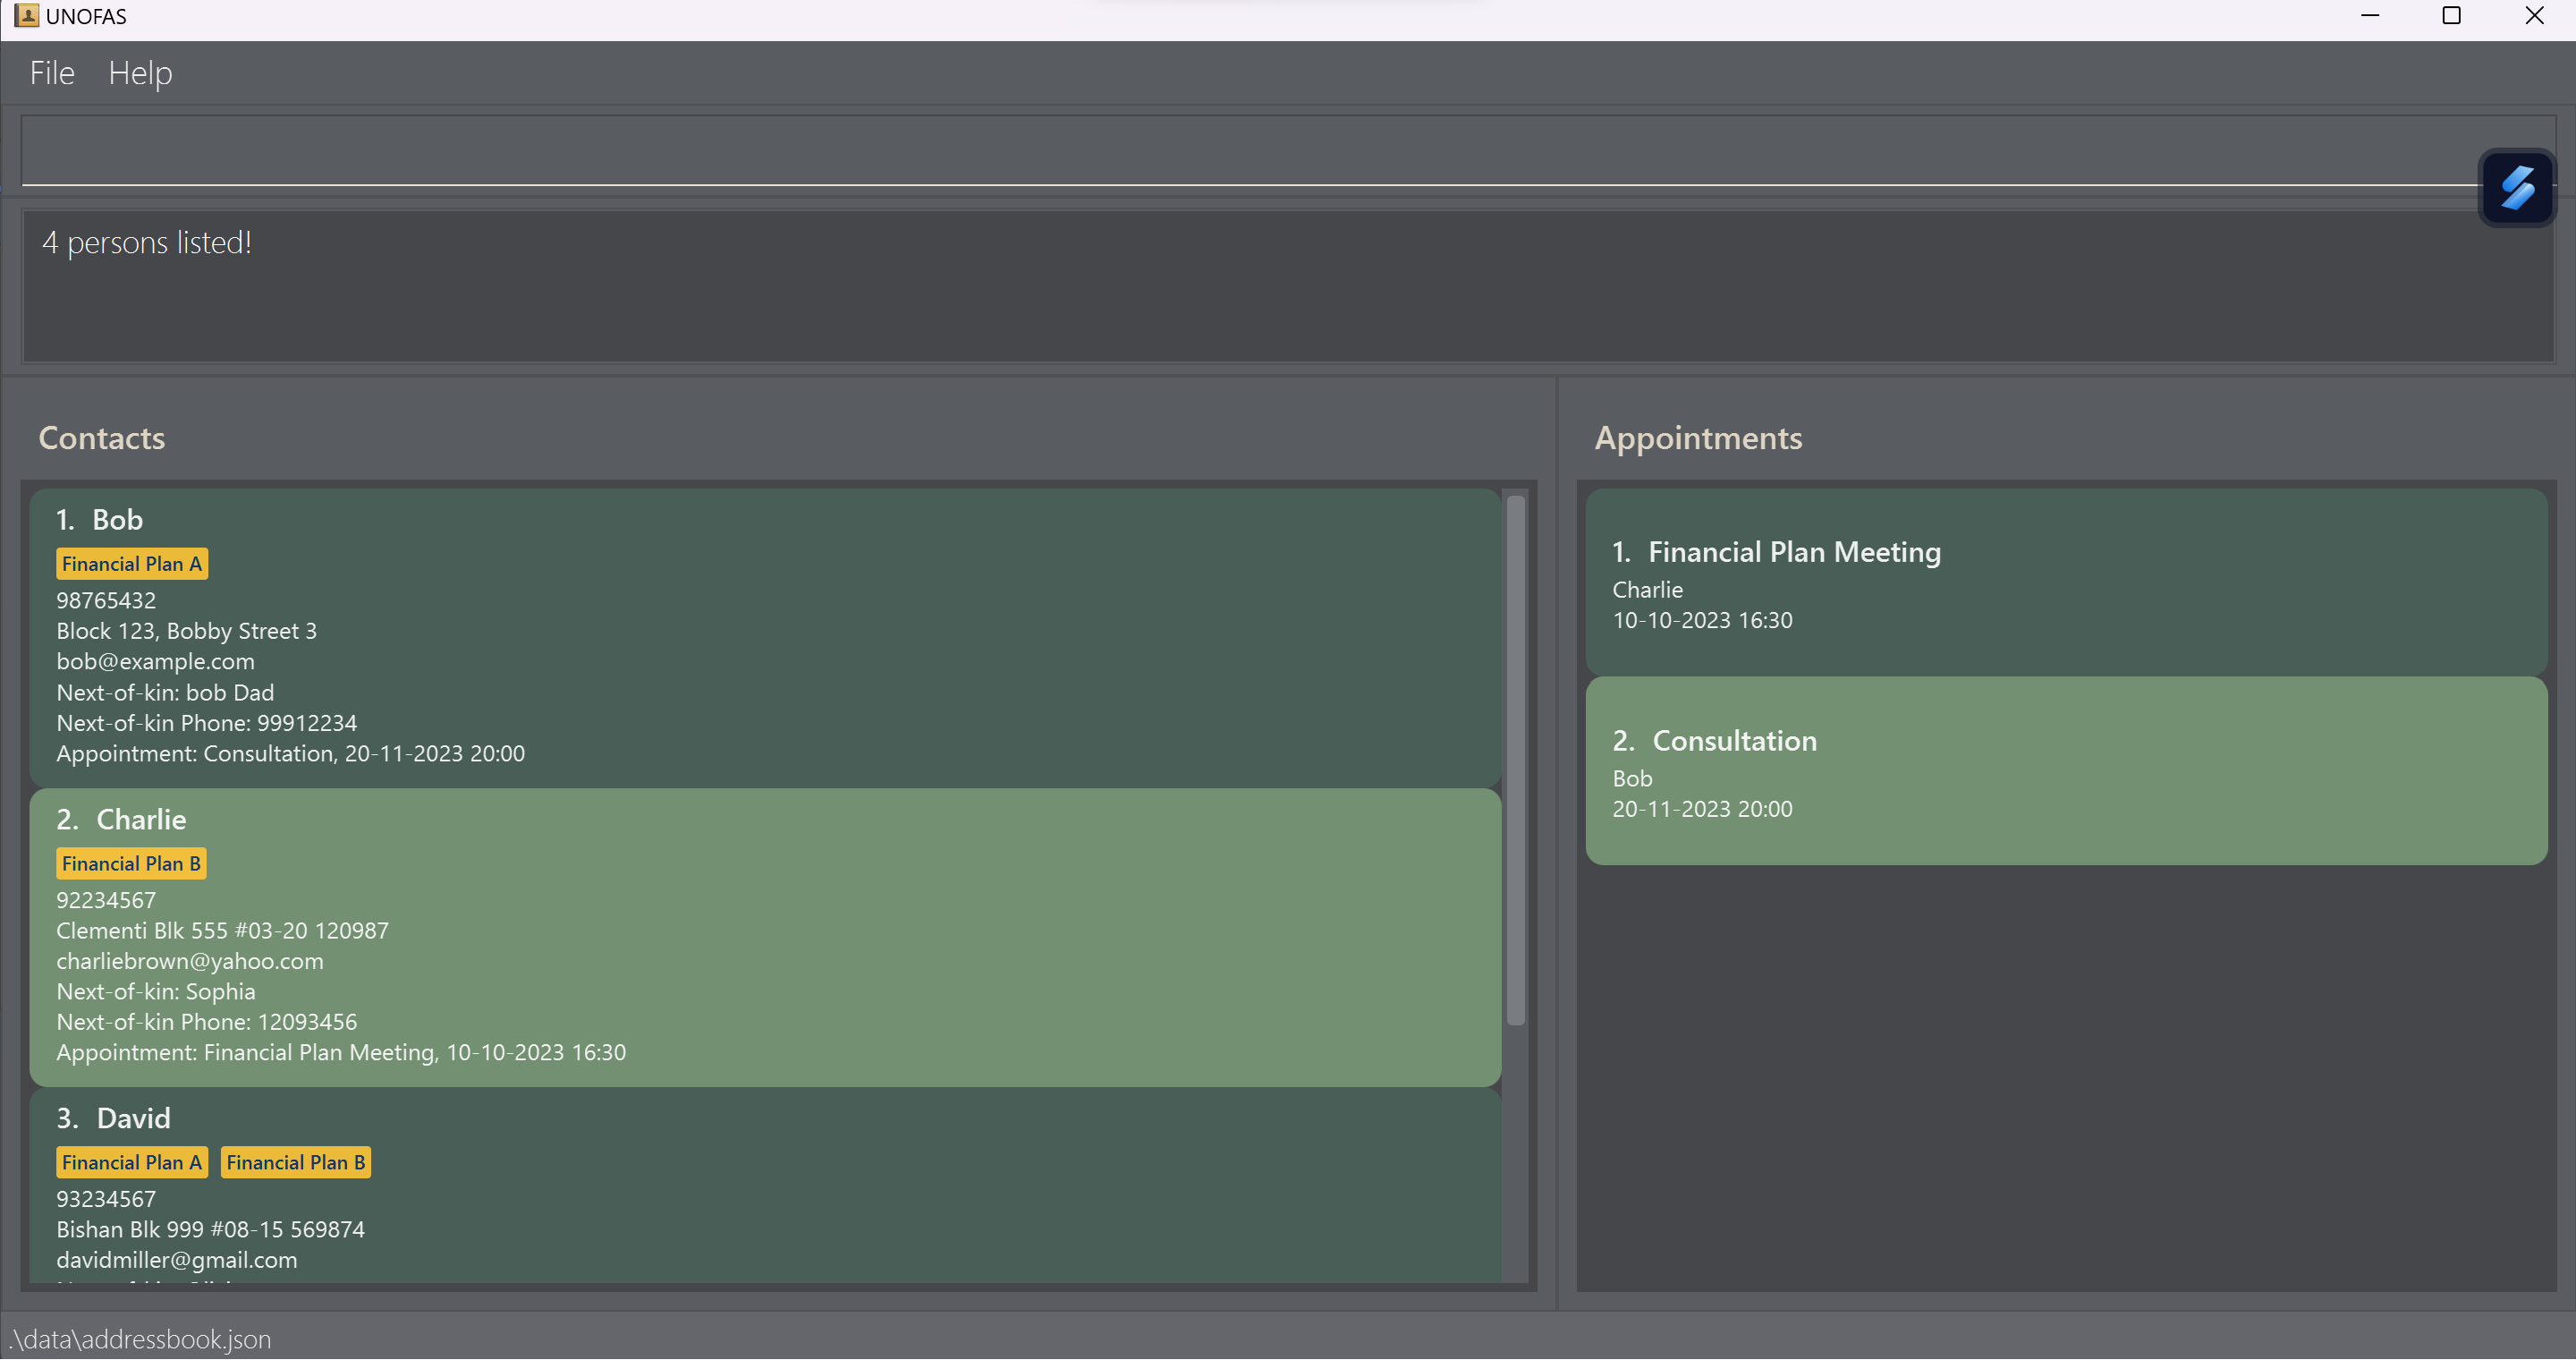 UNOFAS
File Help
4 persons listed!
Contacts
1. Bob
Financial Plan A
98765432
Block 123, Bobby Street 3
bob@example.com
Next-of-kin: bob Dad
Next-of-kin Phone: 99912234
Appointment: Consultation, 20-11-2023 20:00
2. Charlie
Financial Plan B
92234567
Clementi Blk 555 #03-20 120987
charliebrown@yahoo.com
Next-of-kin: Sophia
Next-of-kin Phone: 12093456
Appointment: Financial Plan Meeting, 10-10-2023 16:30
3. David
Financial Plan A Financial Plan B
93234567
Bishan Blk 999 #08-15 569874
davidmiller@gmail.com
Appointments
1. Financial Plan Meeting
Charlie
10-10-2023 16:30
2. Consultation
Bob
20-11-2023 20:00
.\data\addressbook.json